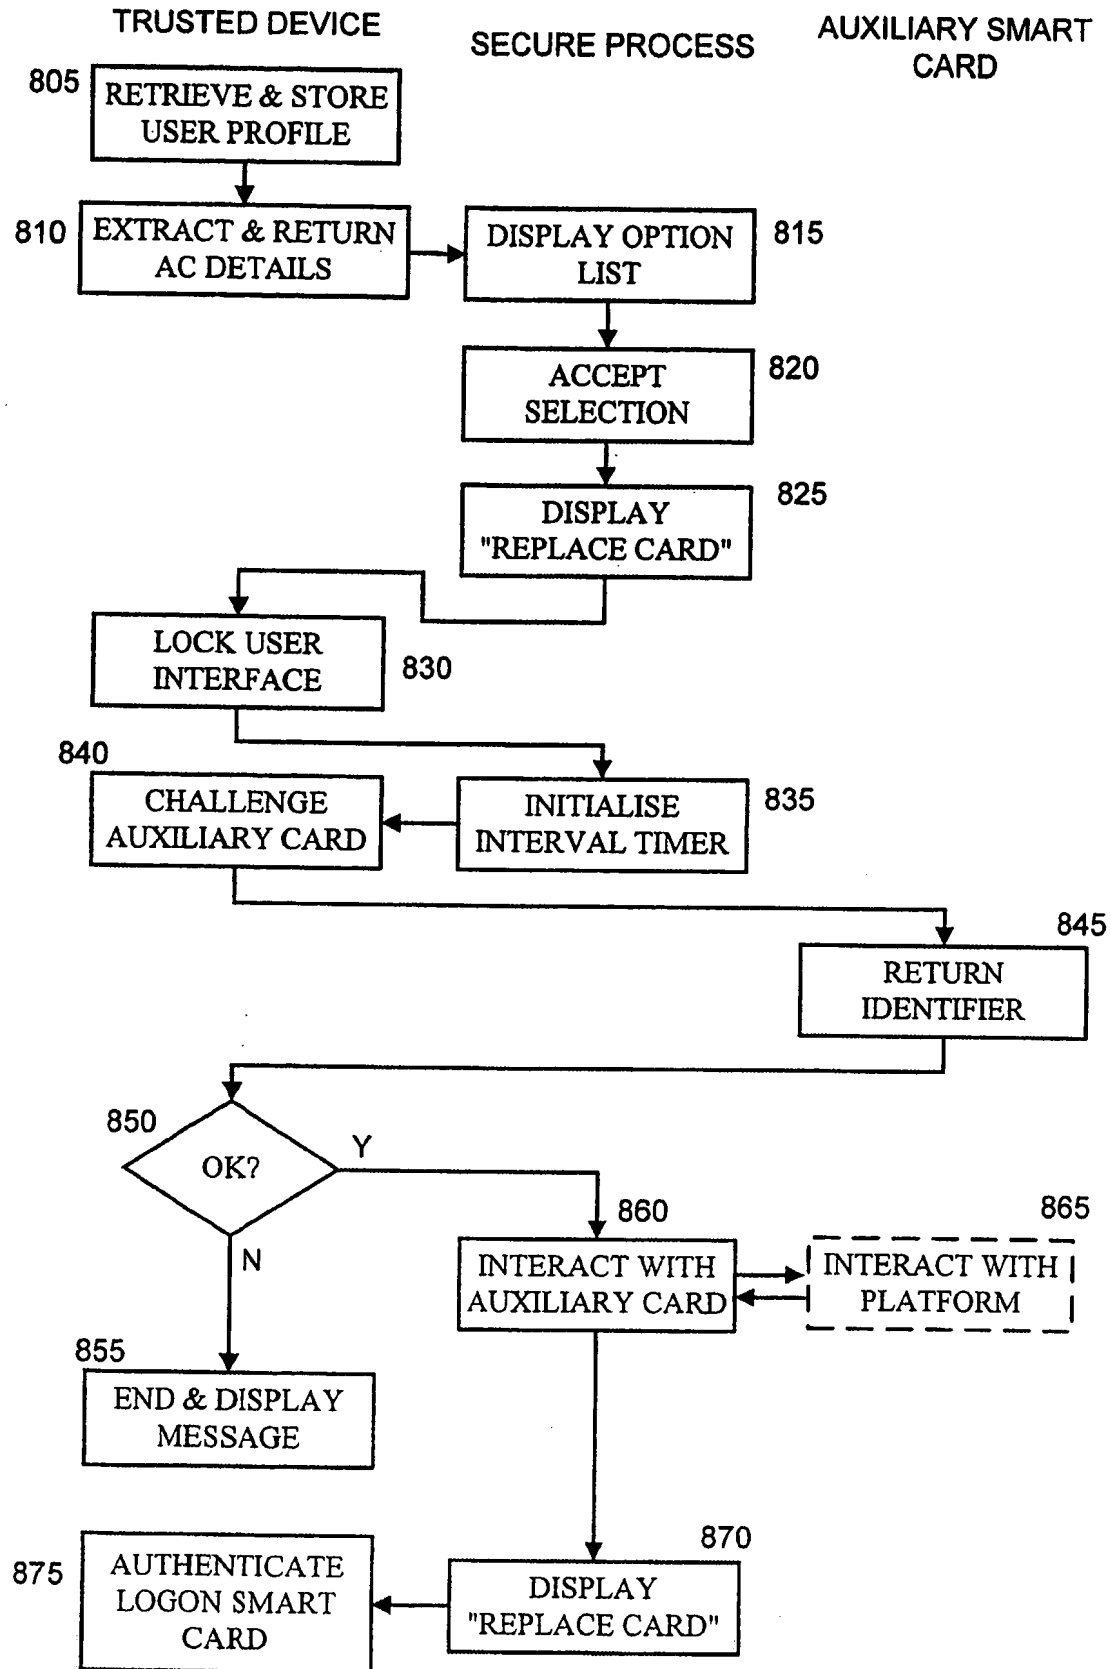 TRUSTED DEVICE
SECURE PROCESS
AUXILIARY SMART
CARD
805
RETRIEVE & STORE
USER PROFILE
810
EXTRACT & RETURN
AC DETAILS
DISPLAY OPTION
LIST
815
ACCEPT
SELECTION
820
DISPLAY
"REPLACE CARD"
825
LOCK USER
INTERFACE
830
840
CHALLENGE
AUXILIARY CARD
INITIALISE
INTERVAL TIMER
835
845
RETURN
IDENTIFIER
850
OK?
Y
N
860
INTERACT WITH
AUXILIARY CARD
865
INTERACT WITH
PLATFORM
855
END & DISPLAY
MESSAGE
870
DISPLAY
"REPLACE CARD"
875
AUTHENTICATE
LOGON SMART
CARD